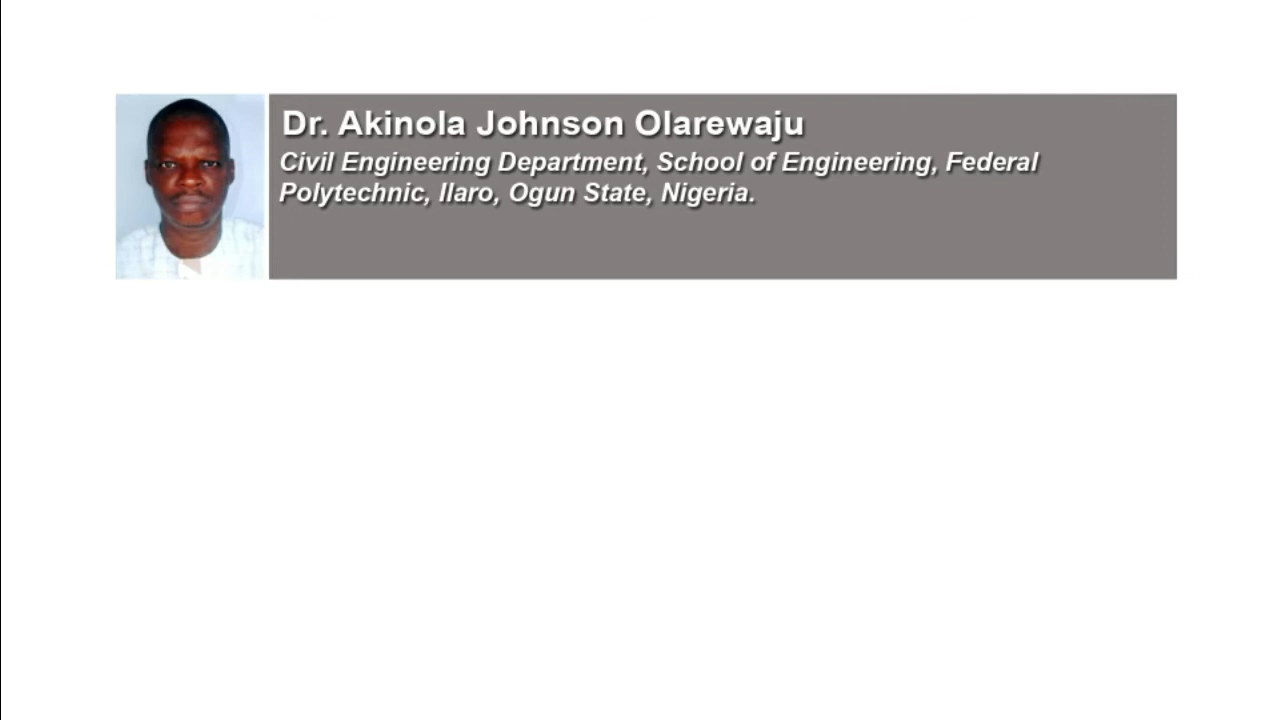 Dr. Akinola Johnson Olarewaju
Civil Engineering Department, School of Engineering, Federal
Polytechnic, Ilaro, Ogun State, Nigeria.